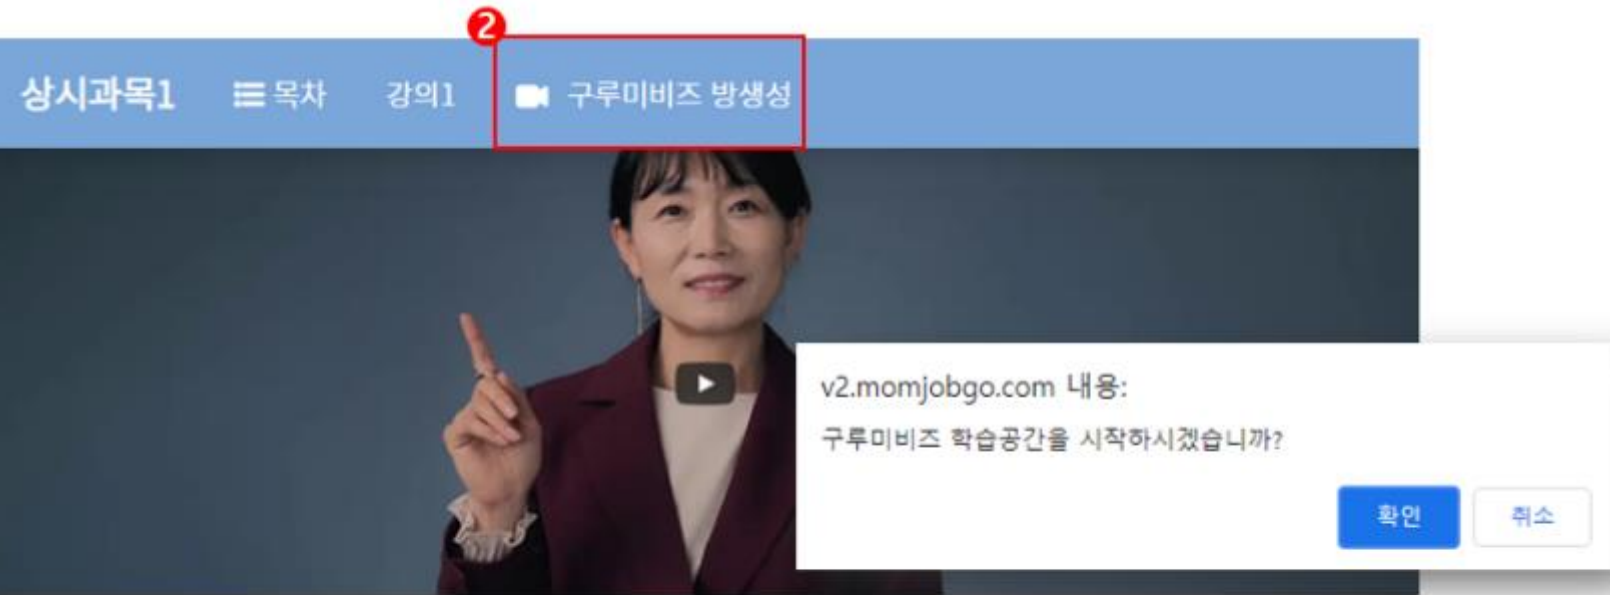 2
상시과목1 목차 강의1 구루미비즈 방생성
v2.momjobgo.com 내용:
구루미비즈 학습공간을 시작하시겠습니까?
확인 취소